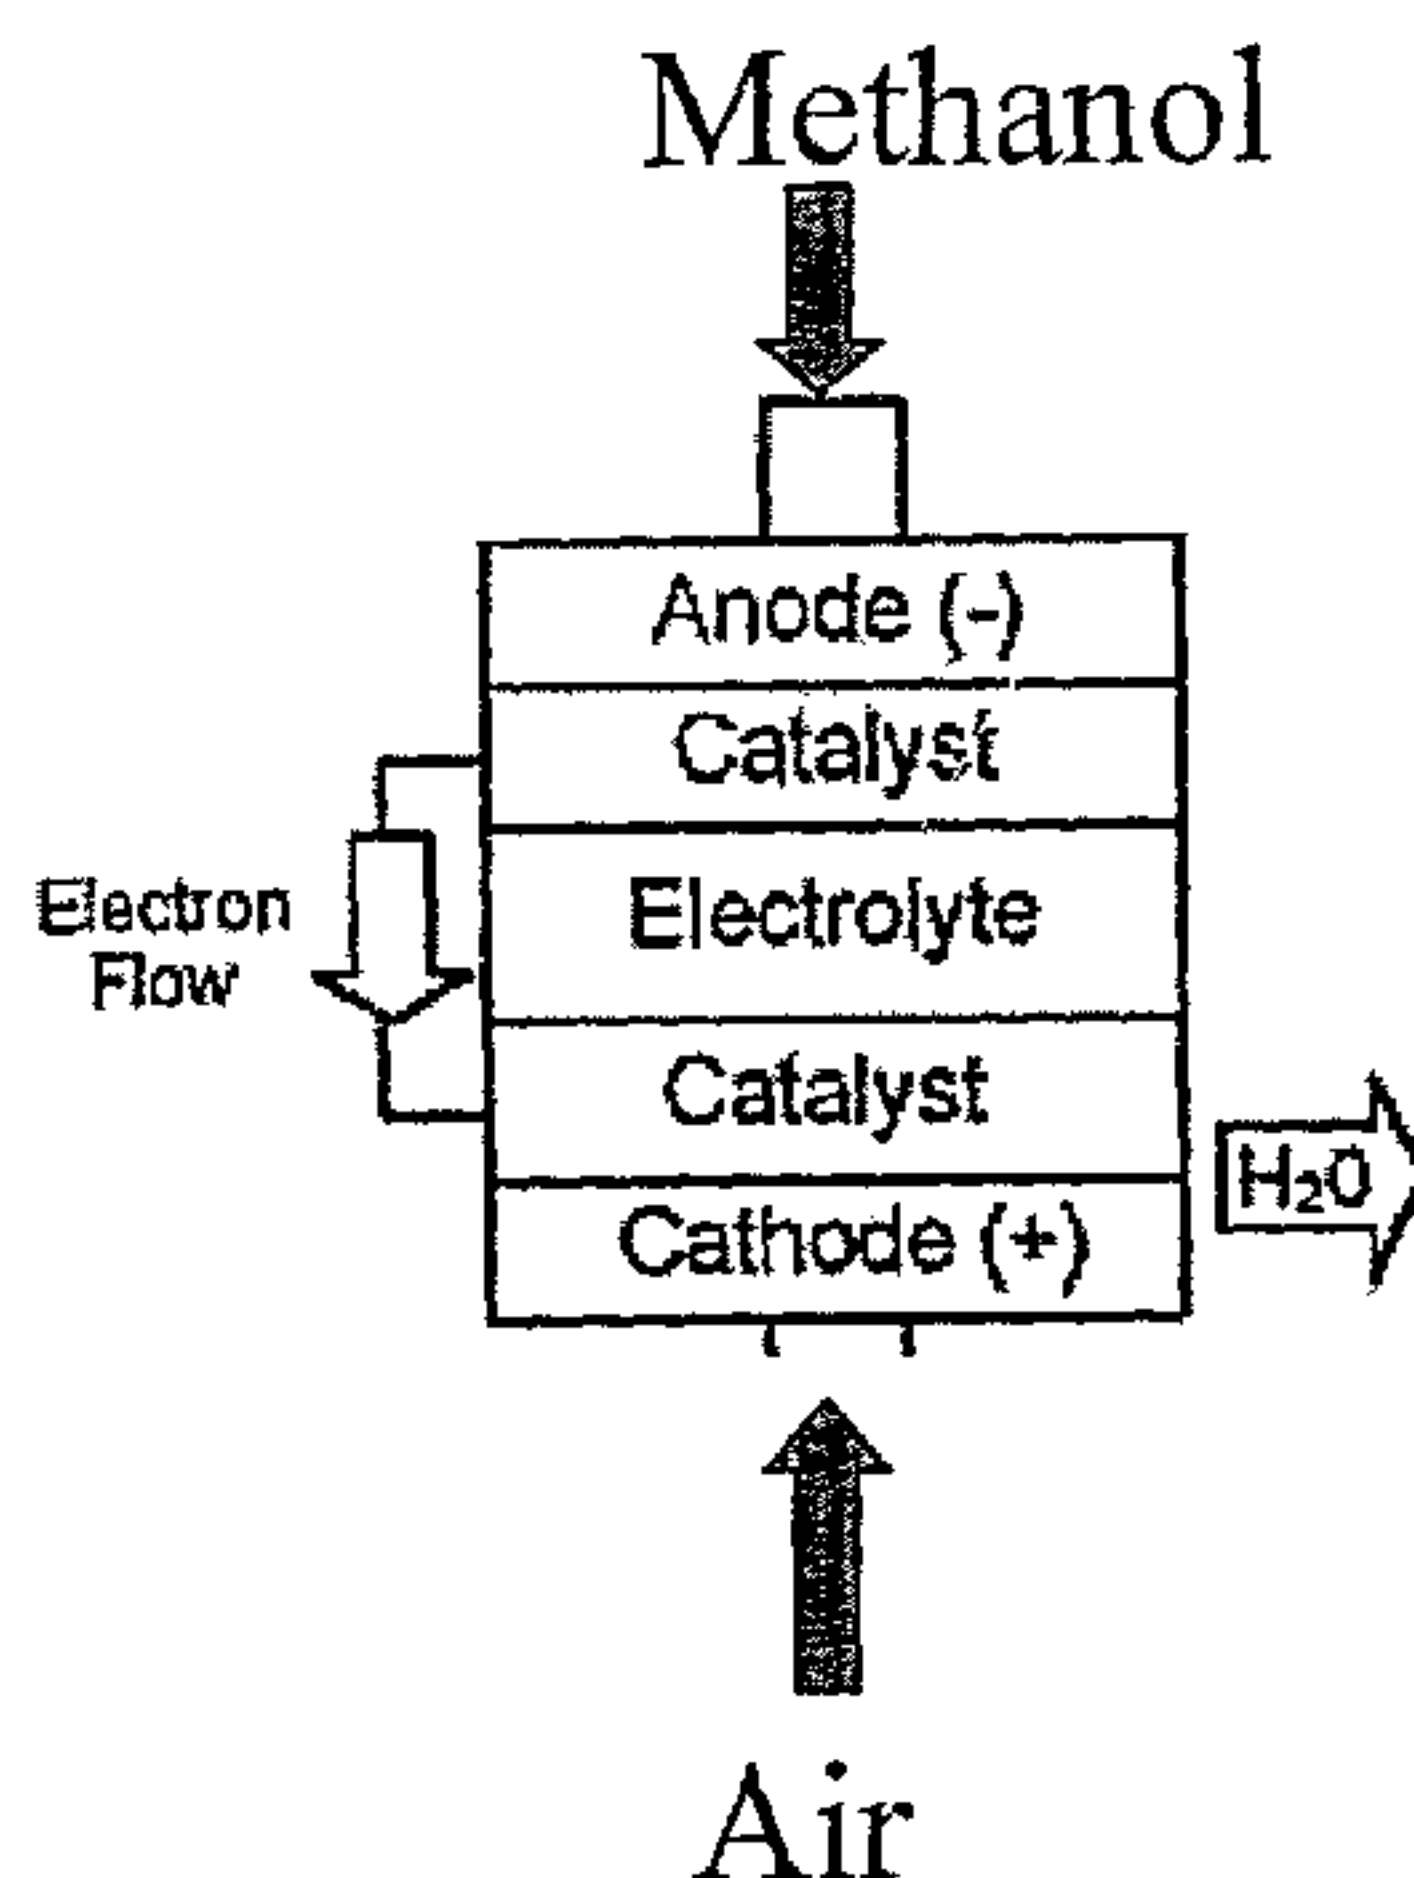 Methanol
Anode (-)
Catalyst
Electrolyte
Electron
Flow
Catalyst
H₂O
Cathode (+)
Air